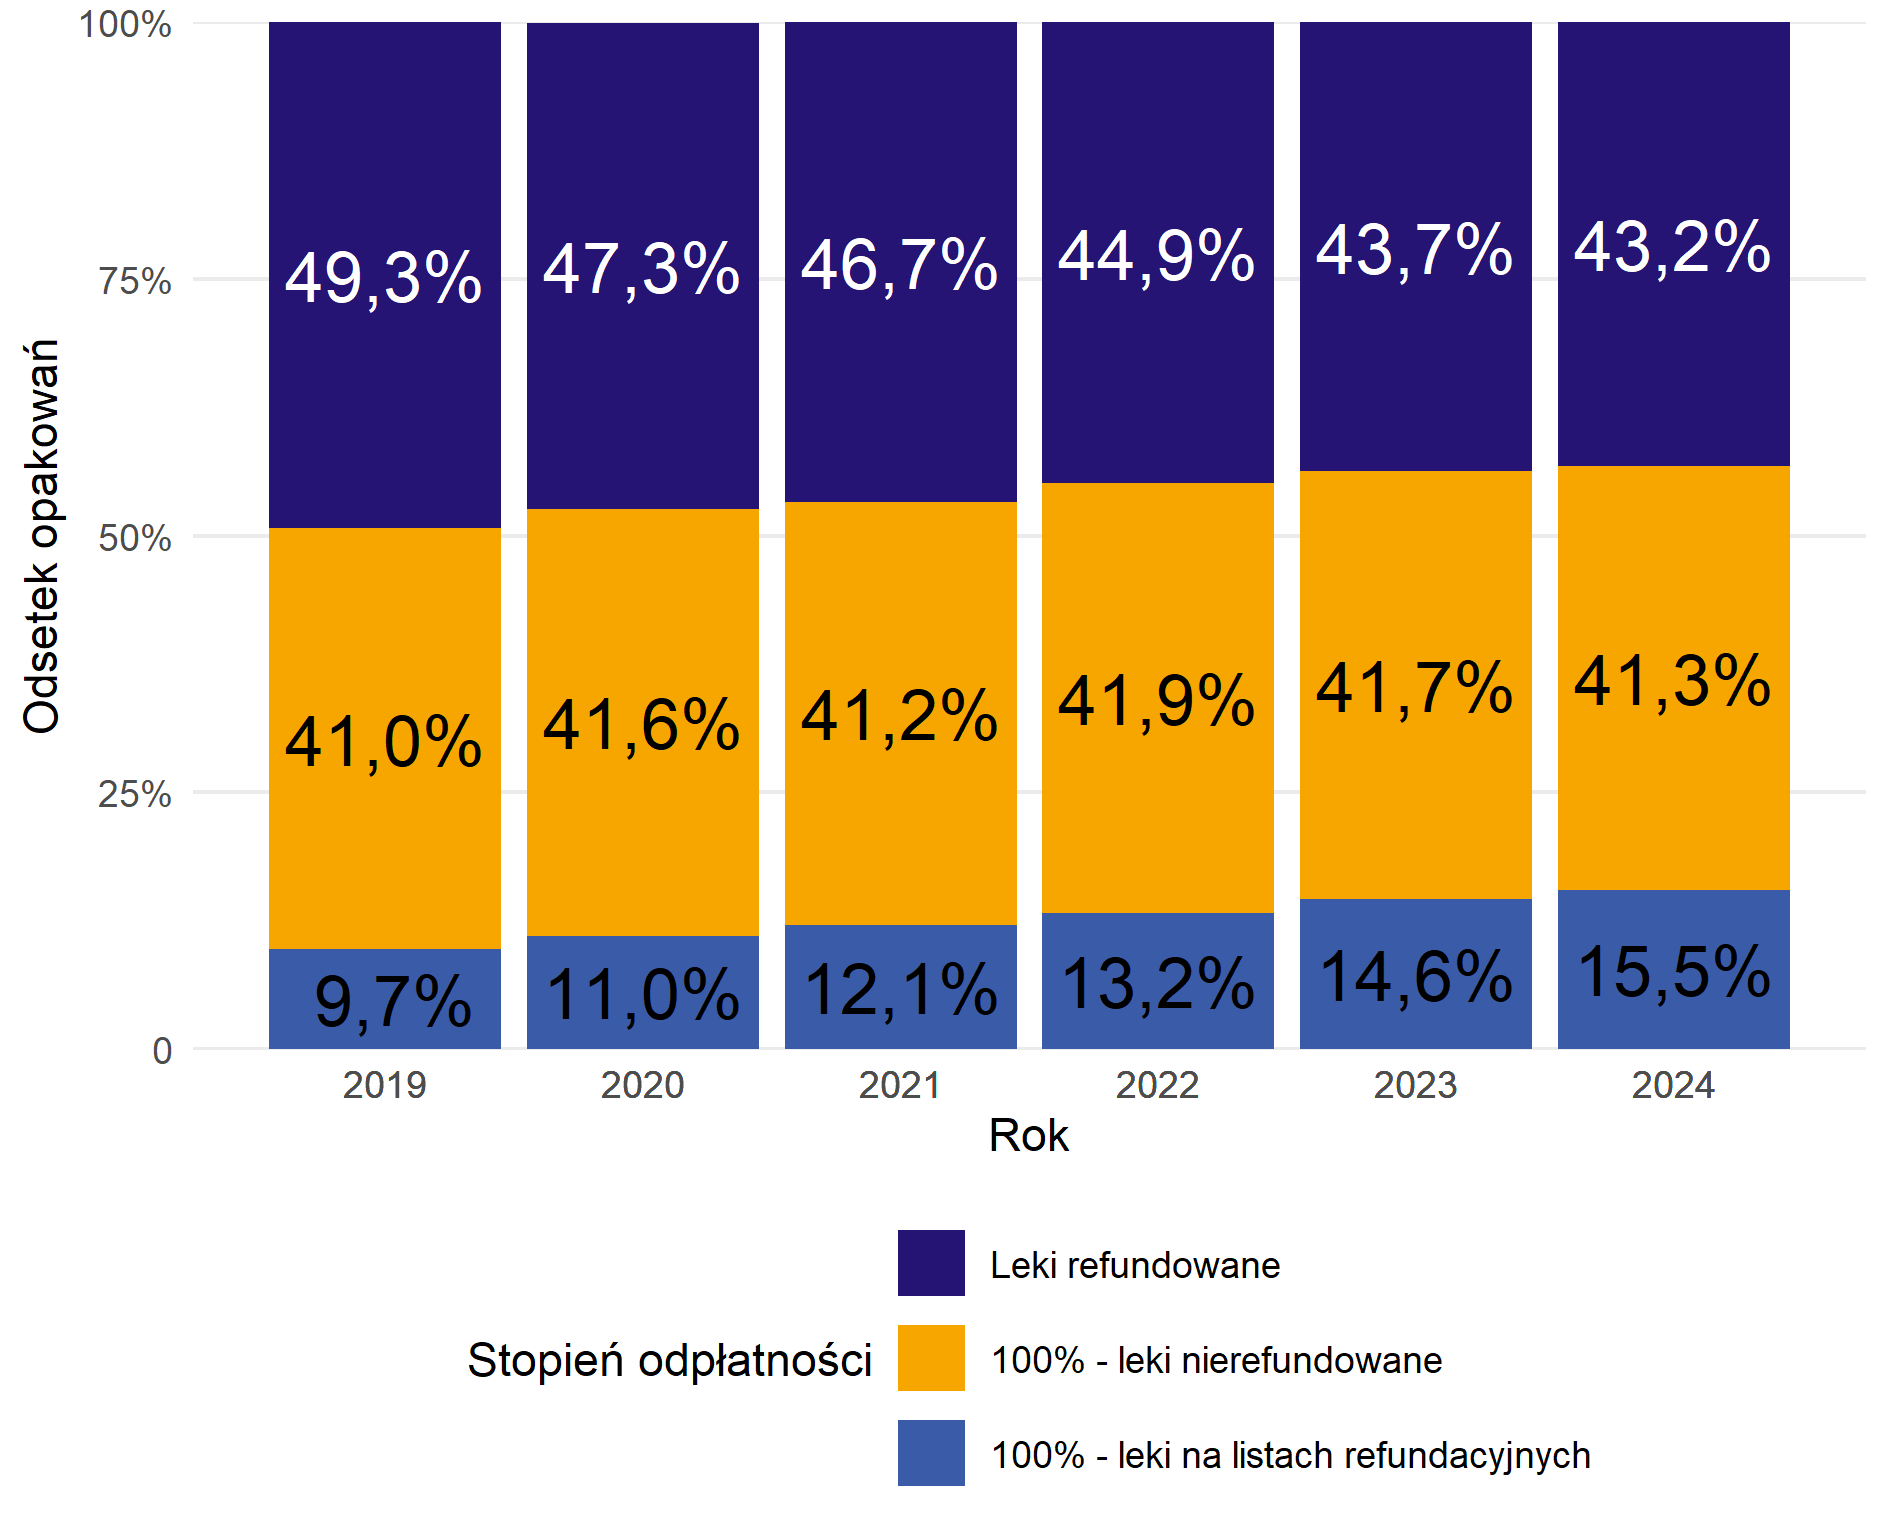 100%
75%
50%
25%
0
Odsetek opakowań
49,3% 47,3% 46,7% 44,9% 43,7% 43,2%
41,0% 41,6% 41,2% 41,9% 41,7% 41,3%
9,7% 11,0% 12,1% 13,2% 14,6% 15,5%
2019 2020 2021 2022 2023 2024
Rok
Stopień odpłatności
Leki refundowane
100% - leki nierefundowane
100% - leki na listach refundacyjnych